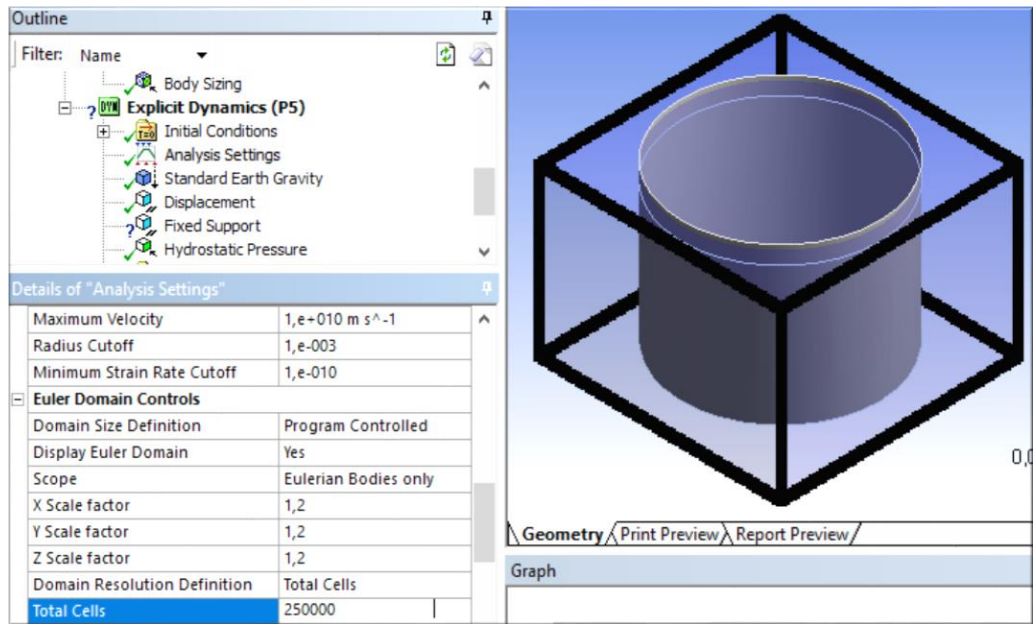 Outline
Filter: Name
Body Sizing
Explicit Dynamics (P5)
Initial Conditions
Analysis Settings
Standard Earth Gravity
Displacement
Fixed Support
Hydrostatic Pressure
Details of "Analysis Settings"
Maximum Velocity 1,e+010 m s^-1
Radius Cutoff 1,e-003
Minimum Strain Rate Cutoff 1,e-010
Euler Domain Controls
Domain Size Definition Program Controlled
Display Euler Domain Yes
Scope Eulerian Bodies only
X Scale factor 1,2
Y Scale factor 1,2
Z Scale factor 1,2
Domain Resolution Definition Total Cells
Total Cells 250000
Geometry Print Preview Report Preview
Graph